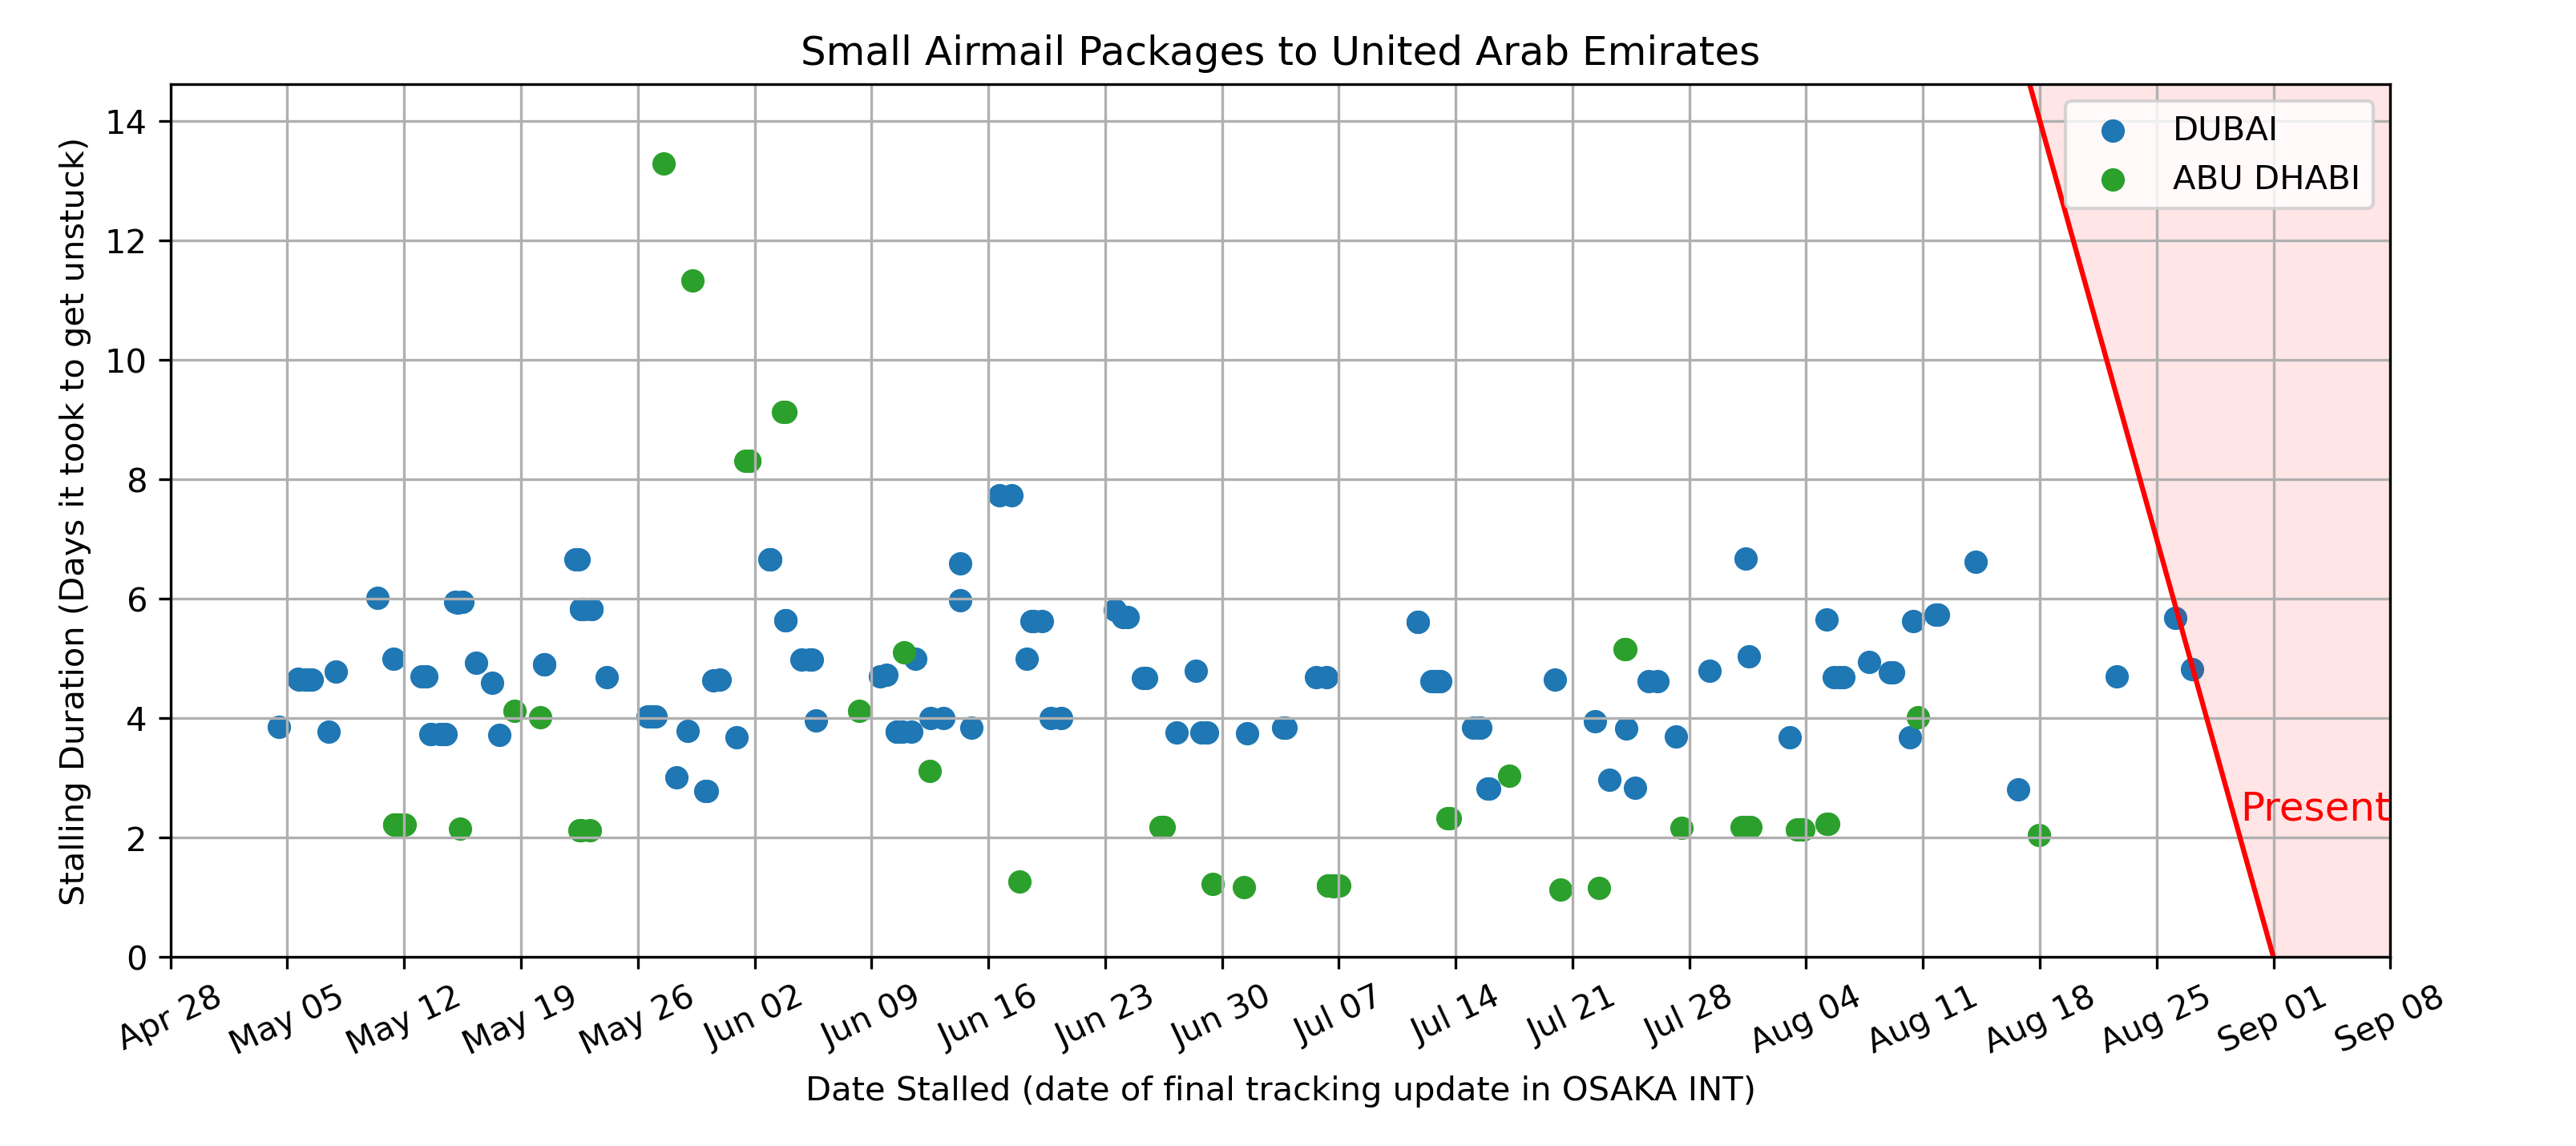 Small Airmail Packages to United Arab Emirates
Stalling Duration (Days it took to get unstuck)
14
12
10
8
6
4
2
0
DUBAI
ABU DHABI
Present
Apr 28
May 05
May 12
May 19
May 26
Jun 02
Jun 09
Jun 16
Jun 23
Jun 30
Jul 07
Jul 14
Jul 21
Jul 28
Aug 04
Aug 11
Aug 18
Aug 25
Sep 01
Sep 08
Date Stalled (date of final tracking update in OSAKA INT)